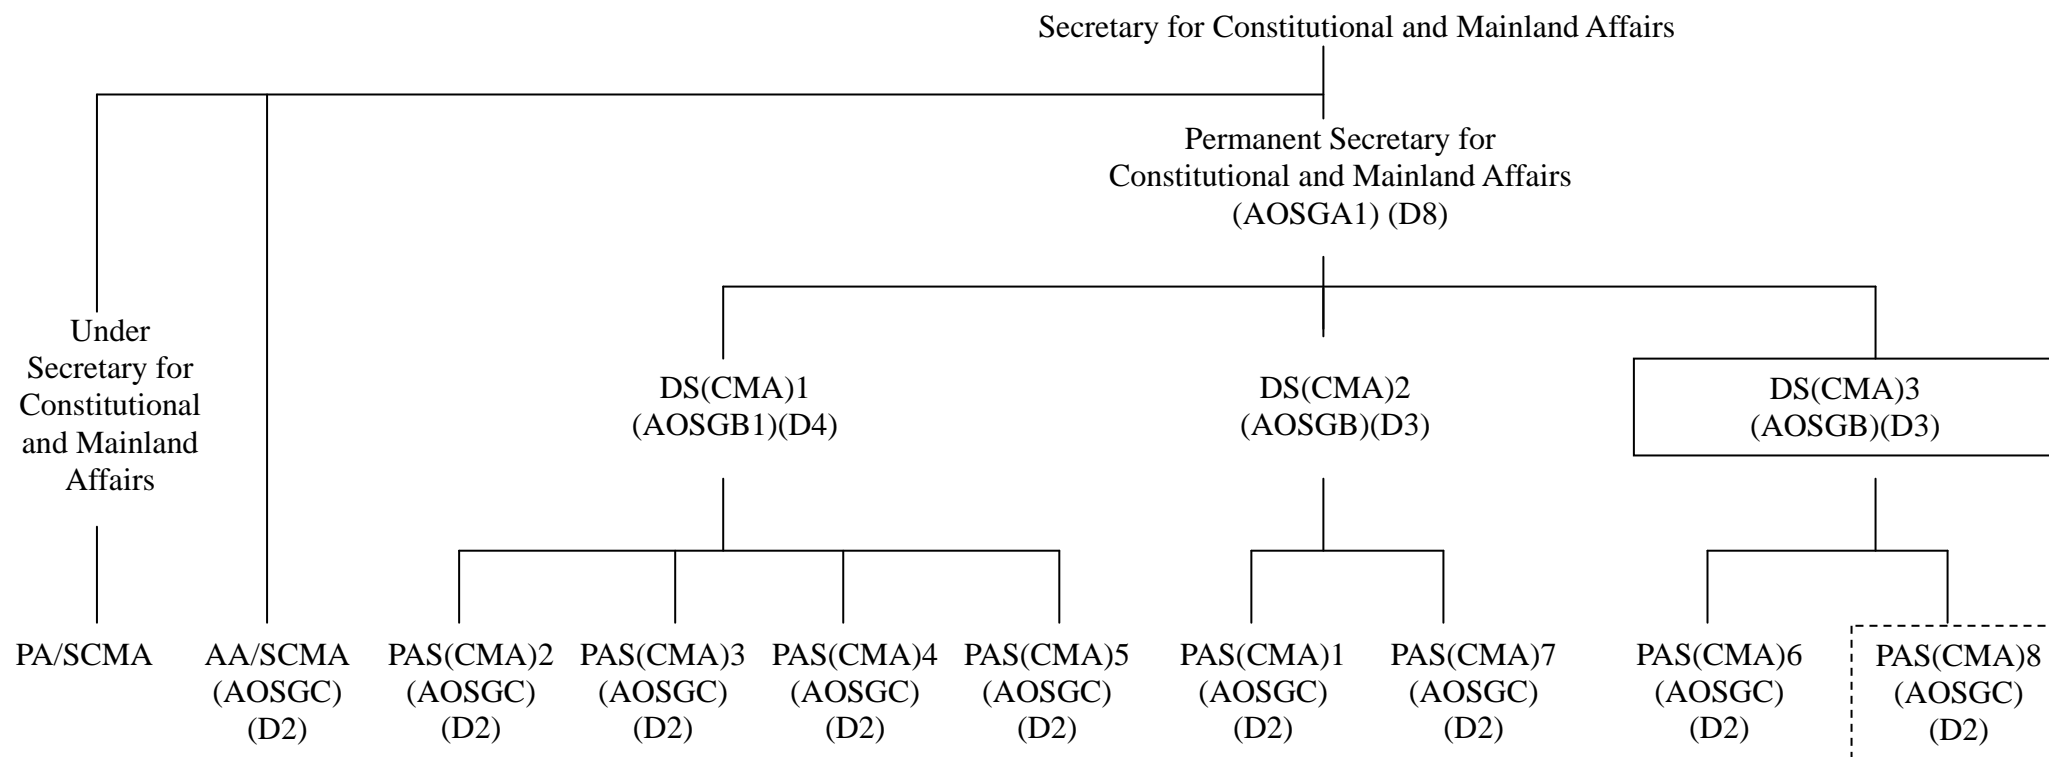 Secretary for Constitutional and Mainland Affairs
Permanent Secretary for
Constitutional and Mainland Affairs
(AOSGA1) (D8)
Under
Secretary for
Constitutional
and Mainland
Affairs
DS(CMA)1
(AOSGB1)(D4)
DS(CMA)2
(AOSGB)(D3)
DS(CMA)3
(AOSGB)(D3)
PA/SCMA
AA/SCMA
(AOSGC)
(D2)
PAS(CMA)2
(AOSGC)
(D2)
PAS(CMA)3
(AOSGC)
(D2)
PAS(CMA)4
(AOSGC)
(D2)
PAS(CMA)5
(AOSGC)
(D2)
PAS(CMA)1
(AOSGC)
(D2)
PAS(CMA)7
(AOSGC)
(D2)
PAS(CMA)6
(AOSGC)
(D2)
PAS(CMA)8
(AOSGC)
(D2)